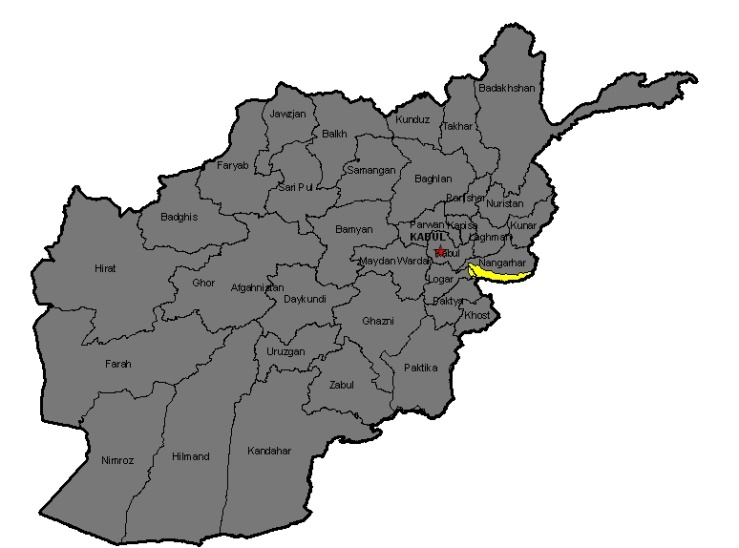 Badakhshan
Jawzjan
Kunduz
Takhar
Balkh
Faryab
Samangan
Baghlan
Sari Pul
Panjsher
Nuristan
Badghis
Parwan
Kapisa
Kunar
Bamyan
KABUL
Laghman
Kabul
Hirat
Maydan Wardak
Nangarhar
Ghor
Afghanistan
Logar
Daykundi
Paktya
Ghazni
Khost
Uruzgan
Farah
Paktika
Zabul
Kandahar
Hilmand
Nimroz